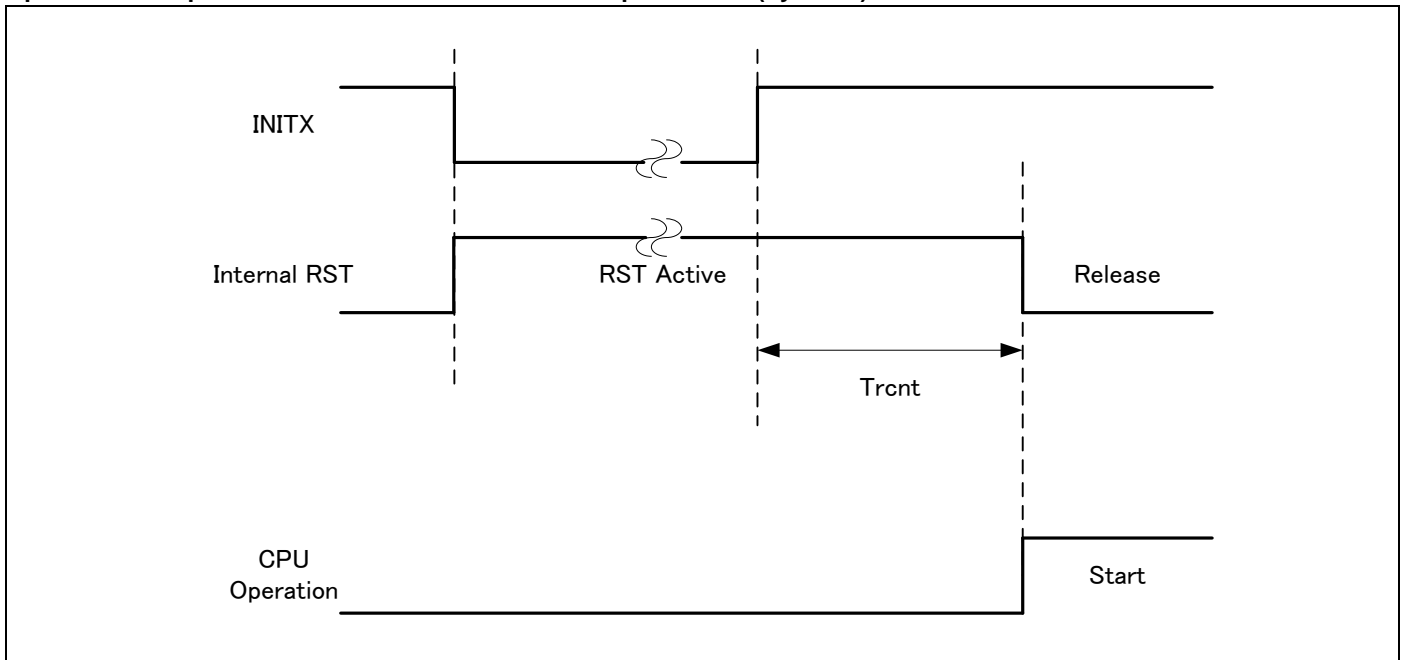 INITX
Internal RST
RST Active
Release
Trcnt
CPU
Operation
Start